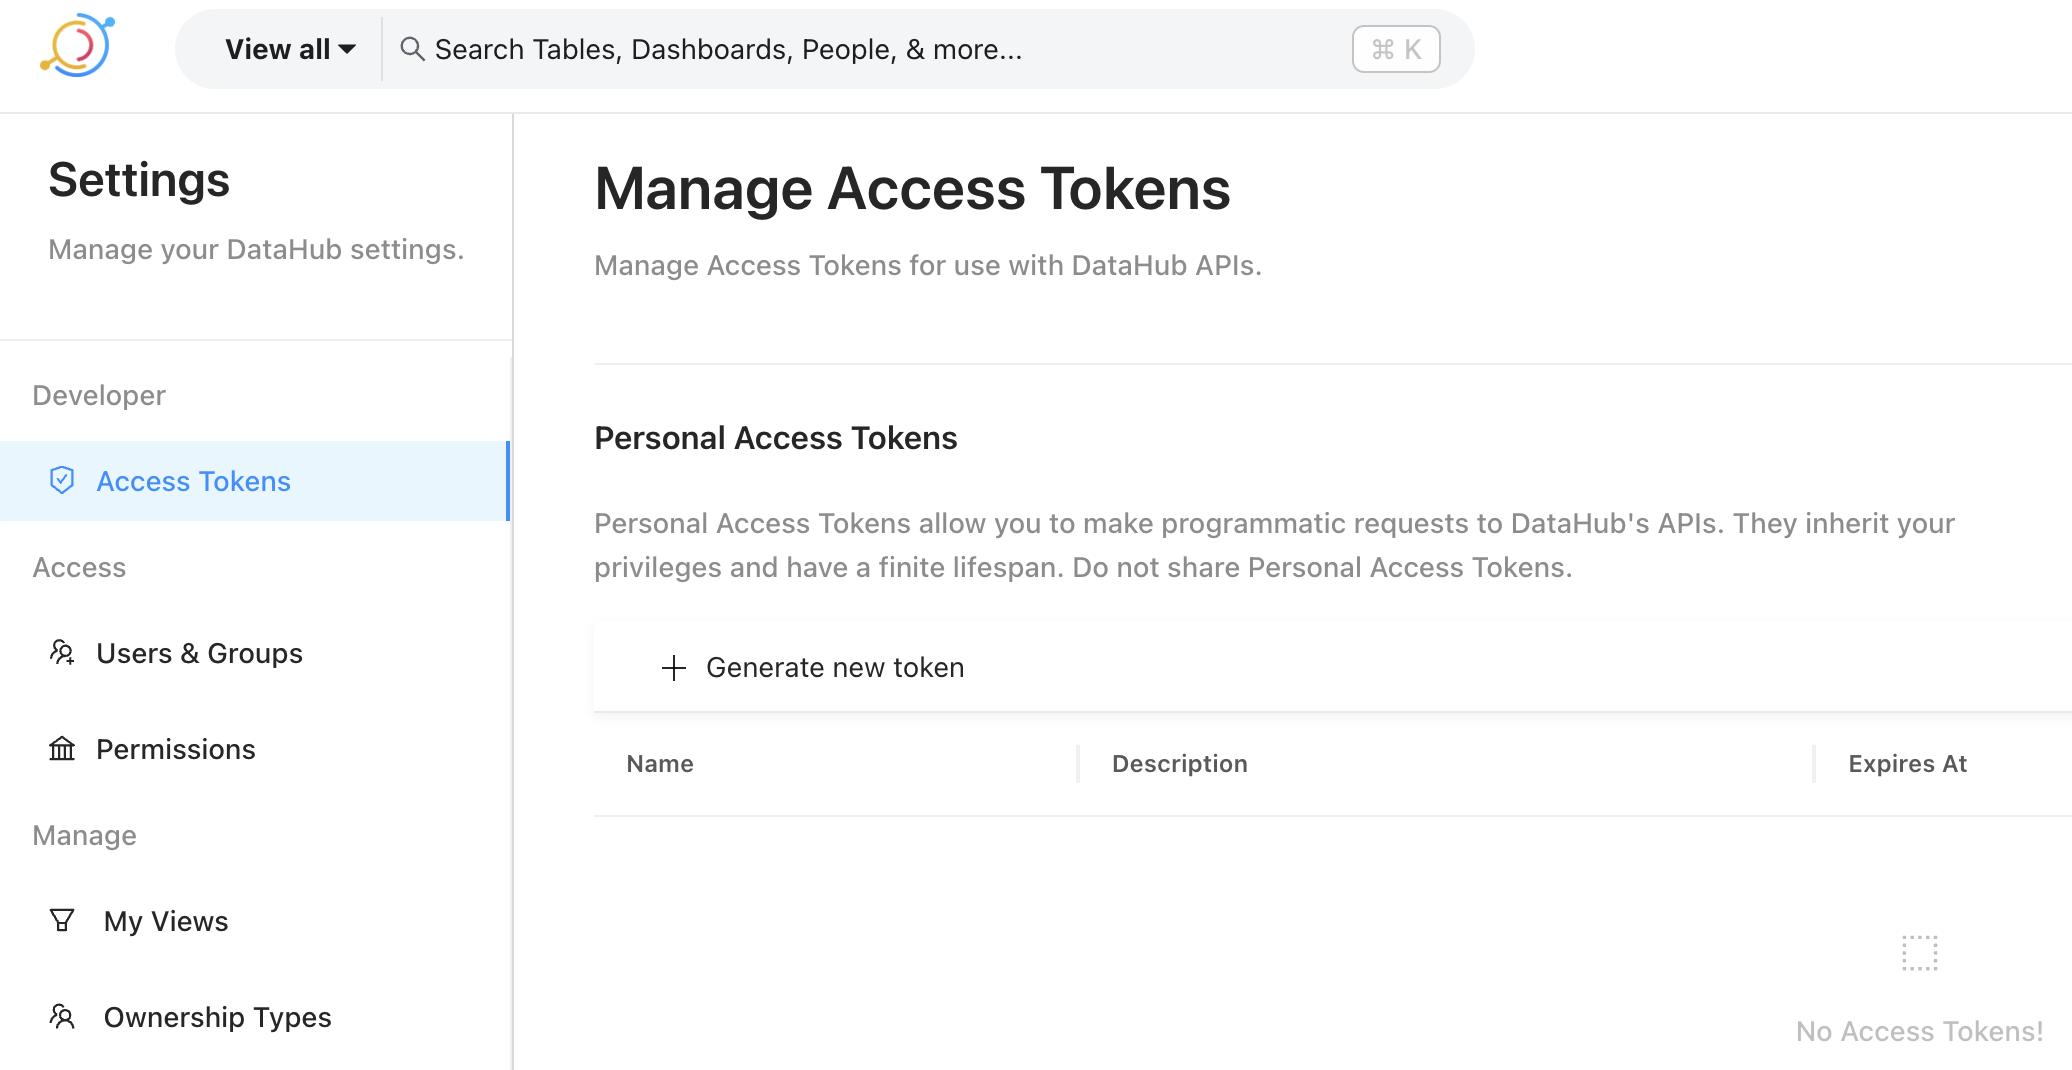 View all
Search Tables, Dashboards, People, & more...
⌘ K
Settings
Manage your DataHub settings.
Developer
Access Tokens
Access
Users & Groups
Permissions
Manage
My Views
Ownership Types
Manage Access Tokens
Manage Access Tokens for use with DataHub APIs.
Personal Access Tokens
Personal Access Tokens allow you to make programmatic requests to DataHub's APIs. They inherit your
privileges and have a finite lifespan. Do not share Personal Access Tokens.
Generate new token
Name
Description
Expires At
No Access Tokens!